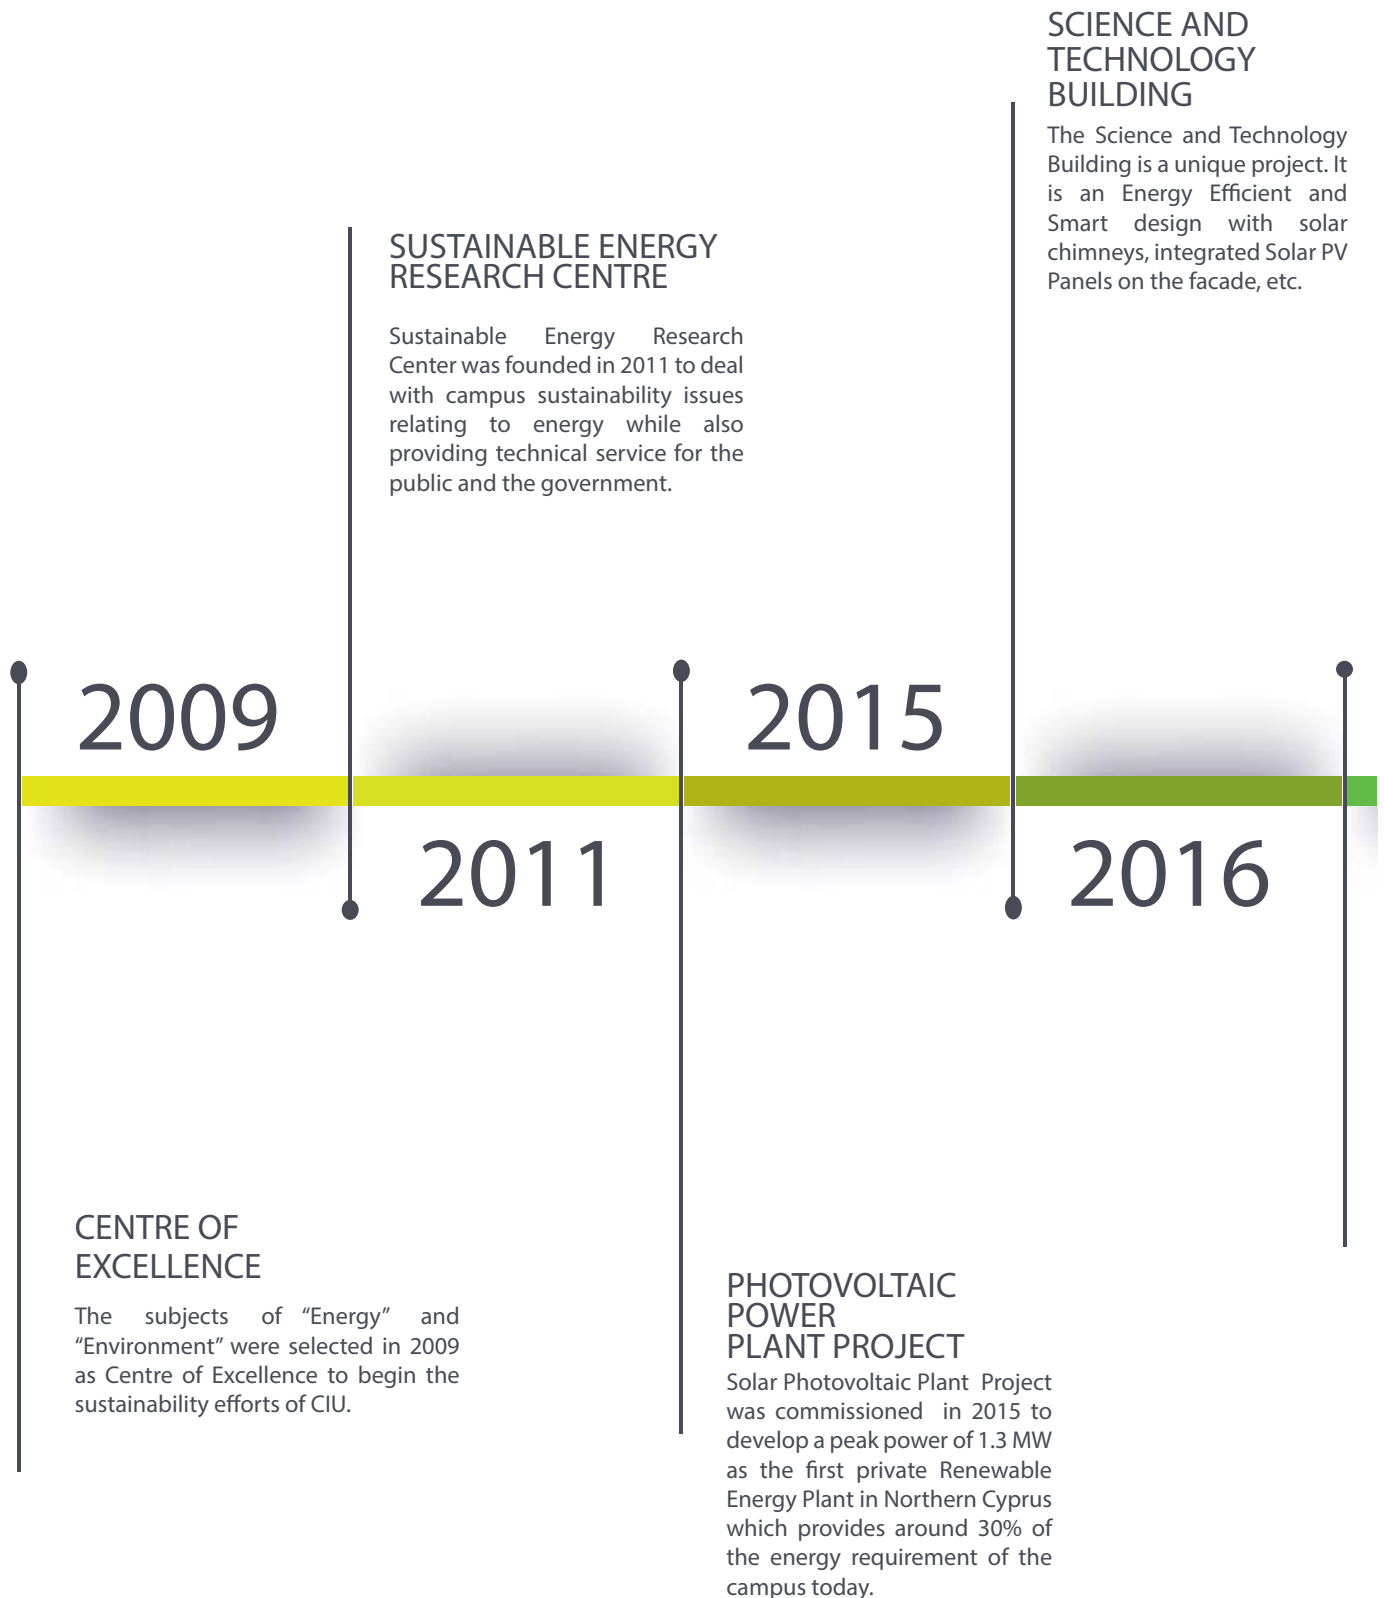 SCIENCE AND
TECHNOLOGY
BUILDING
The Science and Technology
Building is a unique project. It
is an Energy Efficient and
Smart design with solar
chimneys, integrated Solar PV
Panels on the facade, etc.
SUSTAINABLE ENERGY
RESEARCH CENTRE
Sustainable Energy Research
Center was founded in 2011 to deal
with campus sustainability issues
relating to energy while also
providing technical service for the
public and the government.
2009
2015
2011
2016
CENTRE OF
EXCELLENCE
The subjects of “Energy” and
“Environment” were selected in 2009
as Centre of Excellence to begin the
sustainability efforts of CIU.
PHOTOVOLTAIC
POWER
PLANT PROJECT
Solar Photovoltaic Plant Project
was commissioned in 2015 to
develop a peak power of 1.3 MW
as the first private Renewable
Energy Plant in Northern Cyprus
which provides around 30% of
the energy requirement of the
campus today.